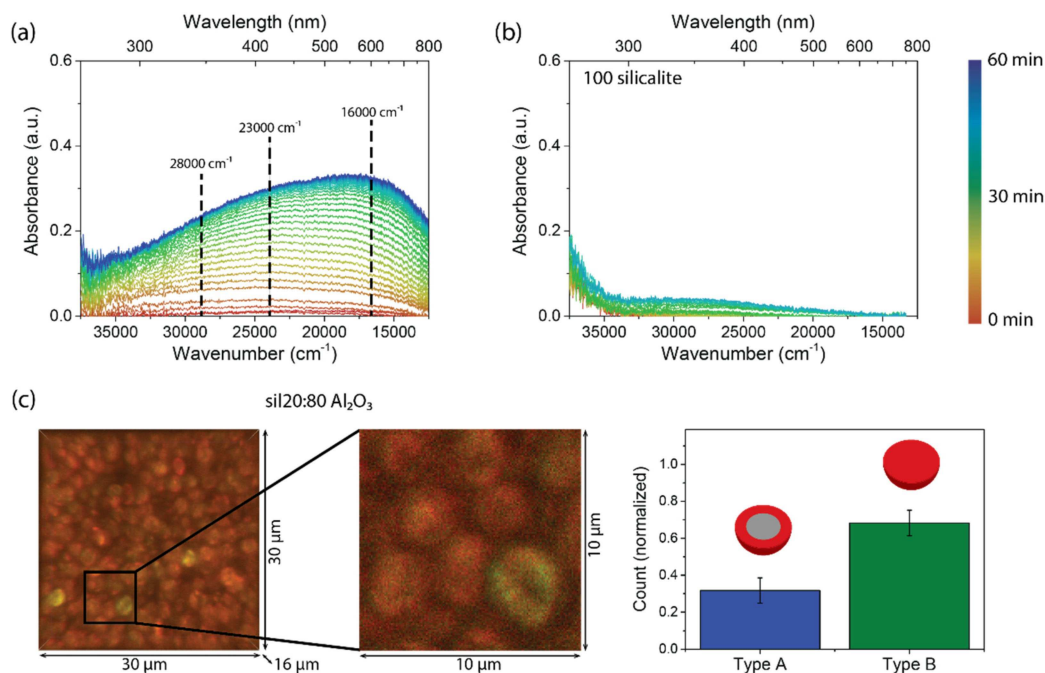 (a)
Wavelength (nm)
300 400 500 600 800
0.6
0.4
0.2
0.0
Absorbance (a.u.)
28000 cm⁻¹
23000 cm⁻¹
16000 cm⁻¹
35000 30000 25000 20000 15000
Wavenumber (cm⁻¹)
(b)
Wavelength (nm)
300 400 500 600 800
100 silicalite
0.6
0.4
0.2
0.0
Absorbance (a.u.)
35000 30000 25000 20000 15000
Wavenumber (cm⁻¹)
60 min
30 min
0 min
(c)
sil20:80 Al₂O₃
30 µm
30 µm
16 µm
10 µm
10 µm
Count (normalized)
1.0
0.8
0.6
0.4
0.2
0.0
Type A Type B